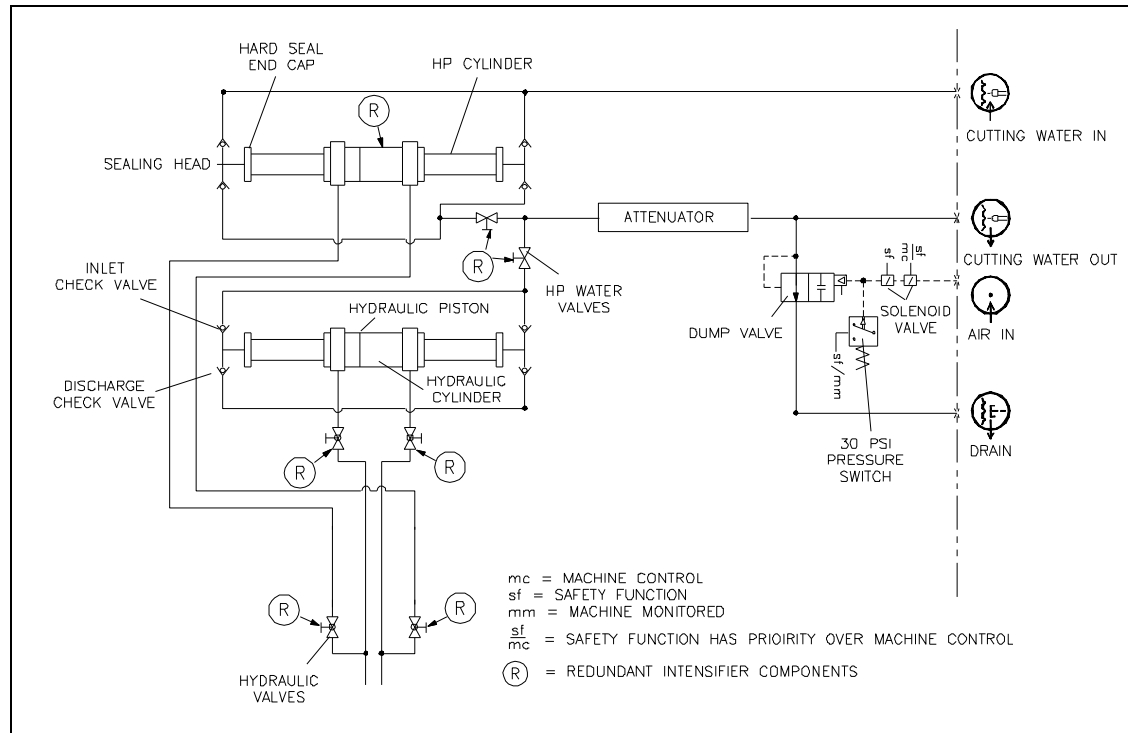 HARD SEAL
END CAP
HP CYLINDER
R
SEALING HEAD
CUTTING WATER IN
ATTENUATOR
R
CUTTING WATER OUT
INLET
CHECK VALVE
HP WATER
VALVES
sf
sf
mc
SOLENOID
VALVE
AIR IN
DUMP VALVE
HYDRAULIC PISTON
HYDRAULIC
CYLINDER
DISCHARGE
CHECK VALVE
sf/mm
30 PSI
PRESSURE
SWITCH
DRAIN
R
R
R
R
HYDRAULIC
VALVES
mc = MACHINE CONTROL
sf = SAFETY FUNCTION
mm = MACHINE MONITORED
sf
mc = SAFETY FUNCTION HAS PRIOIRITY OVER MACHINE CONTROL
R = REDUNDANT INTENSIFIER COMPONENTS